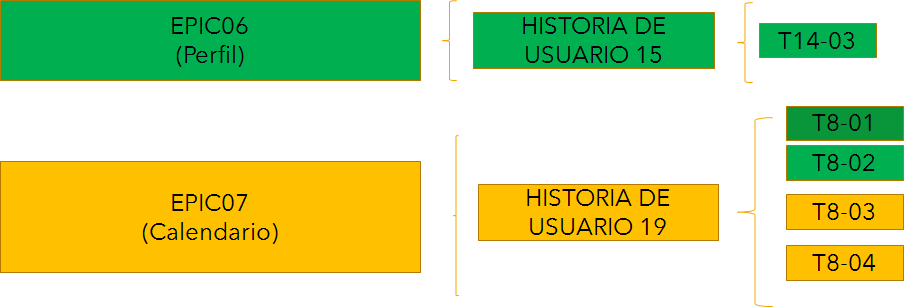 EPIC06
(Perfil)
HISTORIA DE
USUARIO 15
T14-03
EPIC07
(Calendario)
HISTORIA DE
USUARIO 19
T8-01
T8-02
T8-03
T8-04